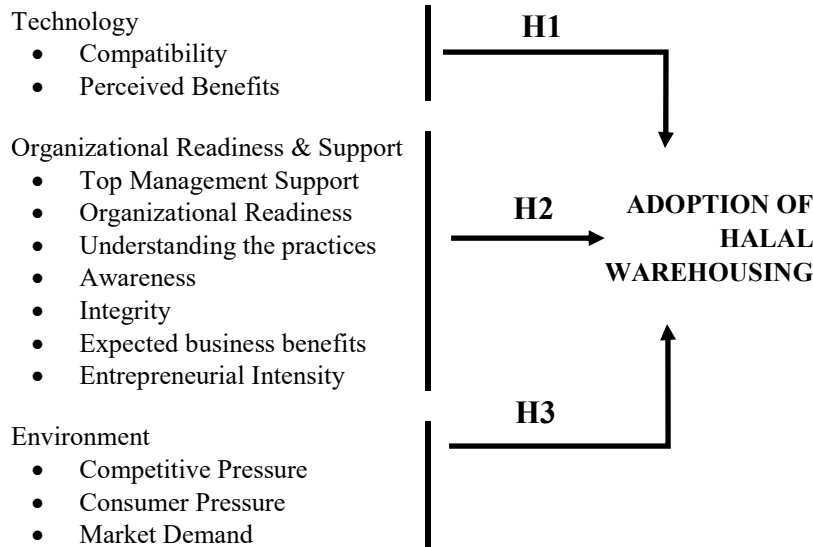 Technology
• Compatibility
• Perceived Benefits
H1
Organizational Readiness & Support
• Top Management Support
• Organizational Readiness
• Understanding the practices
• Awareness
• Integrity
• Expected business benefits
• Entrepreneurial Intensity
H2
ADOPTION OF
HALAL
WAREHOUSING
Environment
• Competitive Pressure
• Consumer Pressure
• Market Demand
H3